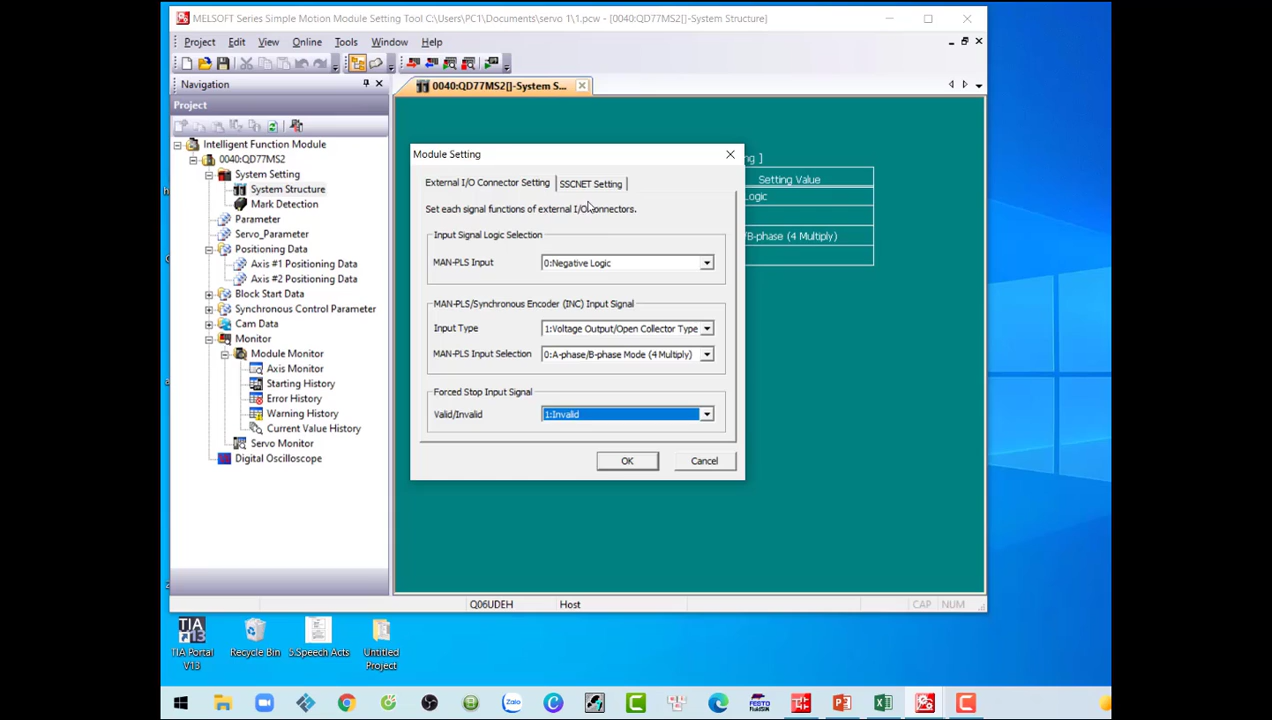 MELSOFT Series Simple Motion Module Setting Tool C:\Users\PC1\Documents\servo 1\1.pcw - [0040:QD77MS2[]-System Structure]
Project Edit View Online Tools Window Help
Navigation
0040:QD77MS2[]-System S...
Project
Intelligent Function Module
0040:QD77MS2
System Setting
System Structure
Mark Detection
Parameter
Servo_Parameter
Positioning Data
Axis #1 Positioning Data
Axis #2 Positioning Data
Block Start Data
Synchronous Control Parameter
Cam Data
Monitor
Module Monitor
Axis Monitor
Starting History
Error History
Warning History
Current Value History
Servo Monitor
Digital Oscilloscope
Module Setting
External I/O Connector Setting
SSCNET Setting
Set each signal functions of external I/O connectors.
Input Signal Logic Selection
MAN-PLS Input
0:Negative Logic
MAN-PLS/Synchronous Encoder (INC) Input Signal
Input Type
1:Voltage Output/Open Collector Type
MAN-PLS Input Selection
0:A-phase/B-phase Mode (4 Multiply)
Forced Stop Input Signal
Valid/Invalid
1:Invalid
OK
Cancel
]
Setting Value
Logic
/B-phase (4 Multiply)
Q06UDEH
Host
CAP
NUM
TIA
13
TIA Portal V13
Recycle Bin
5.Speech Acts
Untitled Project
Zalo
FESTO